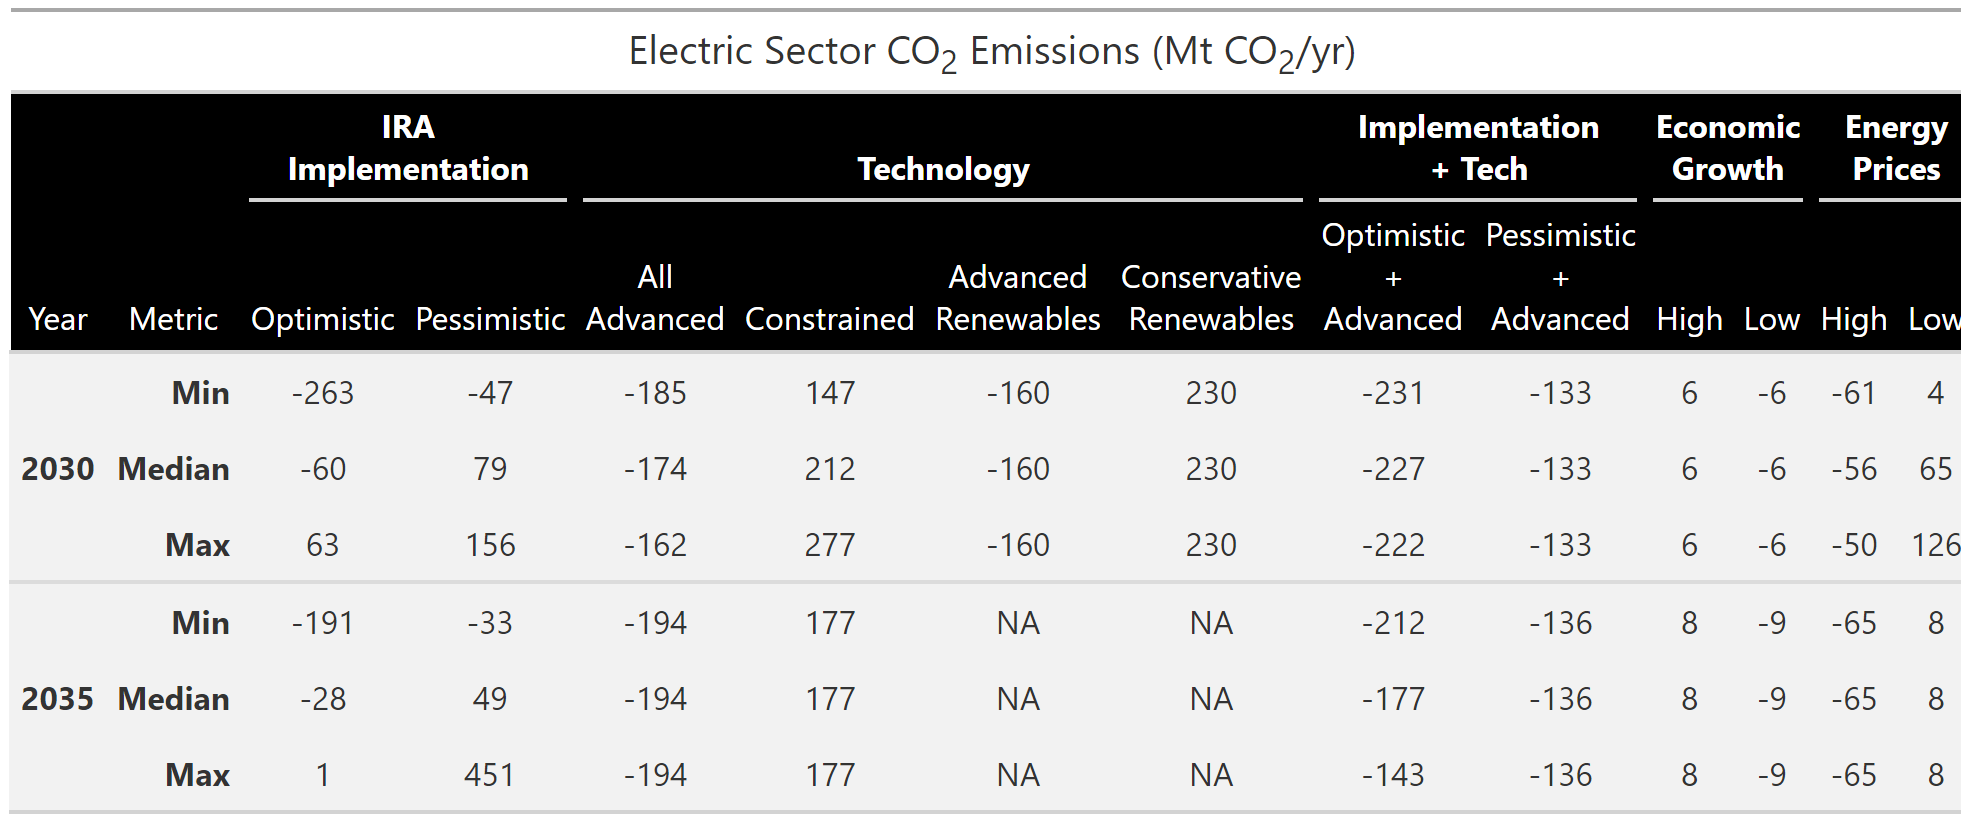 Electric Sector CO2 Emissions (Mt CO2/yr)
IRA Implementation Technology Implementation + Tech Economic Growth Energy Prices
Year Metric Optimistic Pessimistic All Advanced Constrained Advanced Renewables Conservative Renewables Optimistic + Advanced Pessimistic + Advanced High Low High Low
Min -263 -47 -185 147 -160 230 -231 -133 6 -6 -61 4
2030 Median -60 79 -174 212 -160 230 -227 -133 6 -6 -56 65
Max 63 156 -162 277 -160 230 -222 -133 6 -6 -50 126
Min -191 -33 -194 177 NA NA -212 -136 8 -9 -65 8
2035 Median -28 49 -194 177 NA NA -177 -136 8 -9 -65 8
Max 1 451 -194 177 NA NA -143 -136 8 -9 -65 8